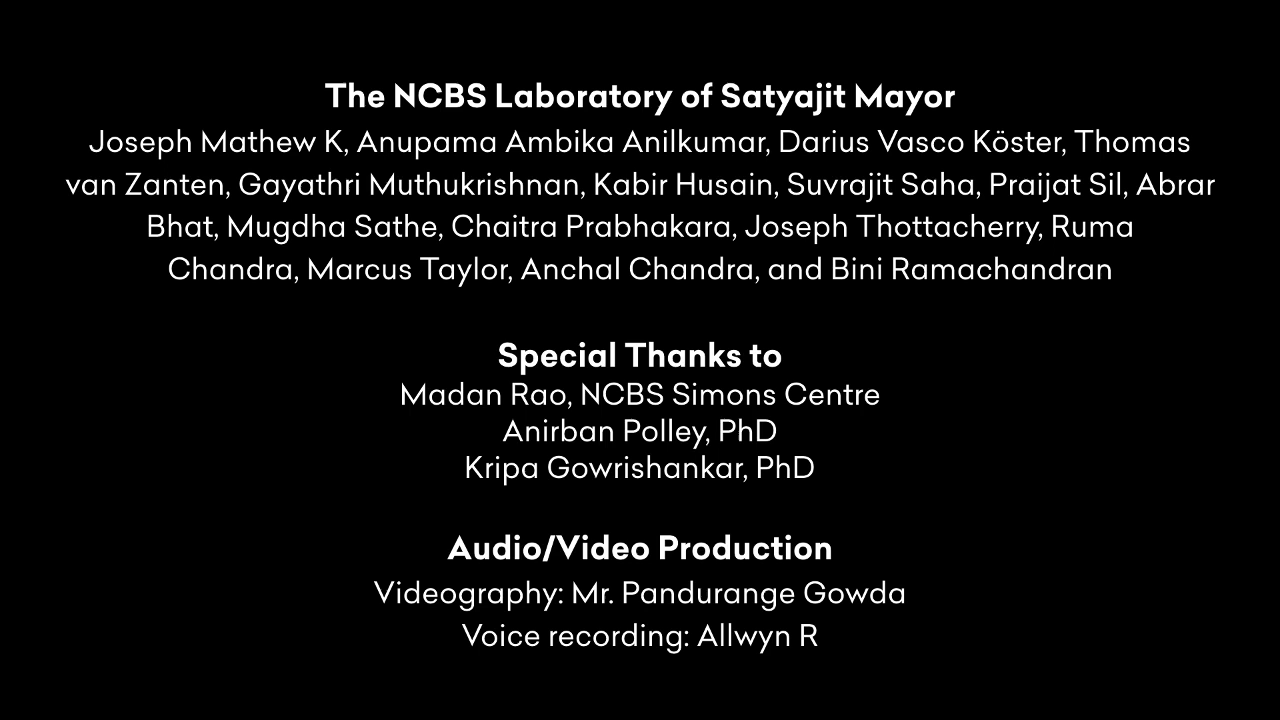 The NCBS Laboratory of Satyajit Mayor
Joseph Mathew K, Anupama Ambika Anilkumar, Darius Vasco Köster, Thomas
van Zanten, Gayathri Muthukrishnan, Kabir Husain, Suvrajit Saha, Praijat Sil, Abrar
Bhat, Mugdha Sathe, Chaitra Prabhakara, Joseph Thottacherry, Ruma
Chandra, Marcus Taylor, Anchal Chandra, and Bini Ramachandran
Special Thanks to
Madan Rao, NCBS Simons Centre
Anirban Polley, PhD
Kripa Gowrishankar, PhD
Audio/Video Production
Videography: Mr. Pandurange Gowda
Voice recording: Allwyn R